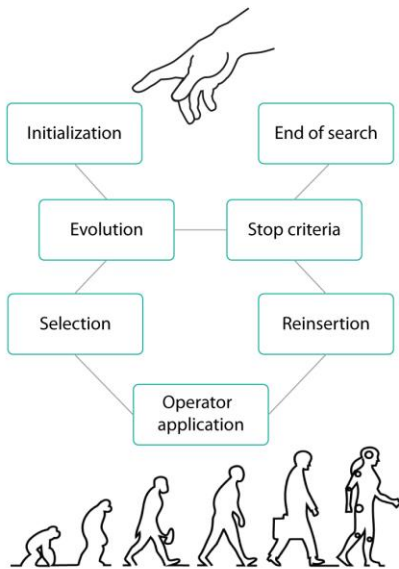 Initialization
End of search
Evolution
Stop criteria
Selection
Reinsertion
Operator
application